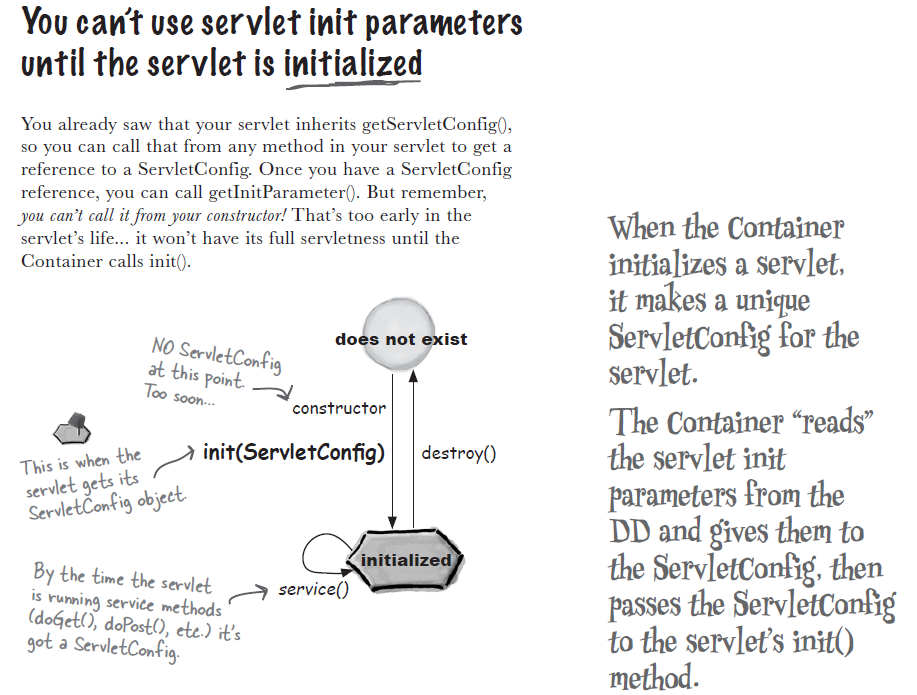 You can't use servlet init parameters
until the servlet is initialized
You already saw that your servlet inherits getServletConfig(),
so you can call that from any method in your servlet to get a
reference to a ServletConfig. Once you have a ServletConfig
reference, you can call getInitParameter(). But remember,
you can't call it from your constructor! That's too early in the
servlet's life... it won't have its full servletness until the
Container calls init().
When the Container
initializes a servlet,
it makes a unique
ServletConfig for the
servlet.
The Container “reads”
the servlet init
parameters from the
DD and gives them to
the ServletConfig, then
passes the ServletConfig
to the servlet's init()
method.
does not exist
NO ServletConfig
at this point.
Too soon...
constructor
init(ServletConfig)
destroy()
This is when the
servlet gets its
ServletConfig object.
initialized
service()
By the time the servlet
is running service methods
(doGet(), doPost(), etc.) it's
got a ServletConfig.